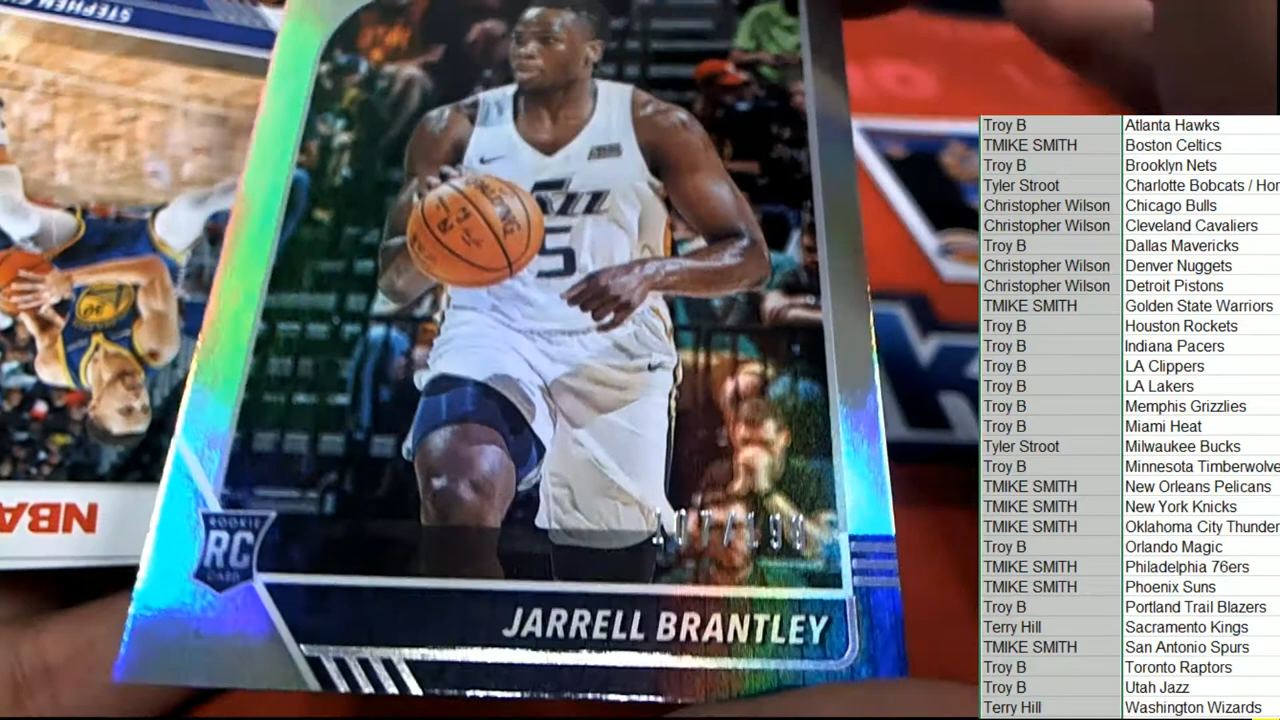 STEPHEN CU
NBA
SPALDING
Jazz
5
30
107/199
ROOKIE
RC
CARD
JARRELL BRANTLEY
Troy B Atlanta Hawks
TMIKE SMITH Boston Celtics
Troy B Brooklyn Nets
Tyler Stroot Charlotte Bobcats / Hor
Christopher Wilson Chicago Bulls
Christopher Wilson Cleveland Cavaliers
Troy B Dallas Mavericks
Christopher Wilson Denver Nuggets
Christopher Wilson Detroit Pistons
TMIKE SMITH Golden State Warriors
Troy B Houston Rockets
Troy B Indiana Pacers
Troy B LA Clippers
Troy B LA Lakers
Troy B Memphis Grizzlies
Troy B Miami Heat
Tyler Stroot Milwaukee Bucks
Troy B Minnesota Timberwolve
TMIKE SMITH New Orleans Pelicans
TMIKE SMITH New York Knicks
TMIKE SMITH Oklahoma City Thunder
Troy B Orlando Magic
TMIKE SMITH Philadelphia 76ers
TMIKE SMITH Phoenix Suns
Troy B Portland Trail Blazers
Terry Hill Sacramento Kings
TMIKE SMITH San Antonio Spurs
Troy B Toronto Raptors
Troy B Utah Jazz
Terry Hill Washington Wizards